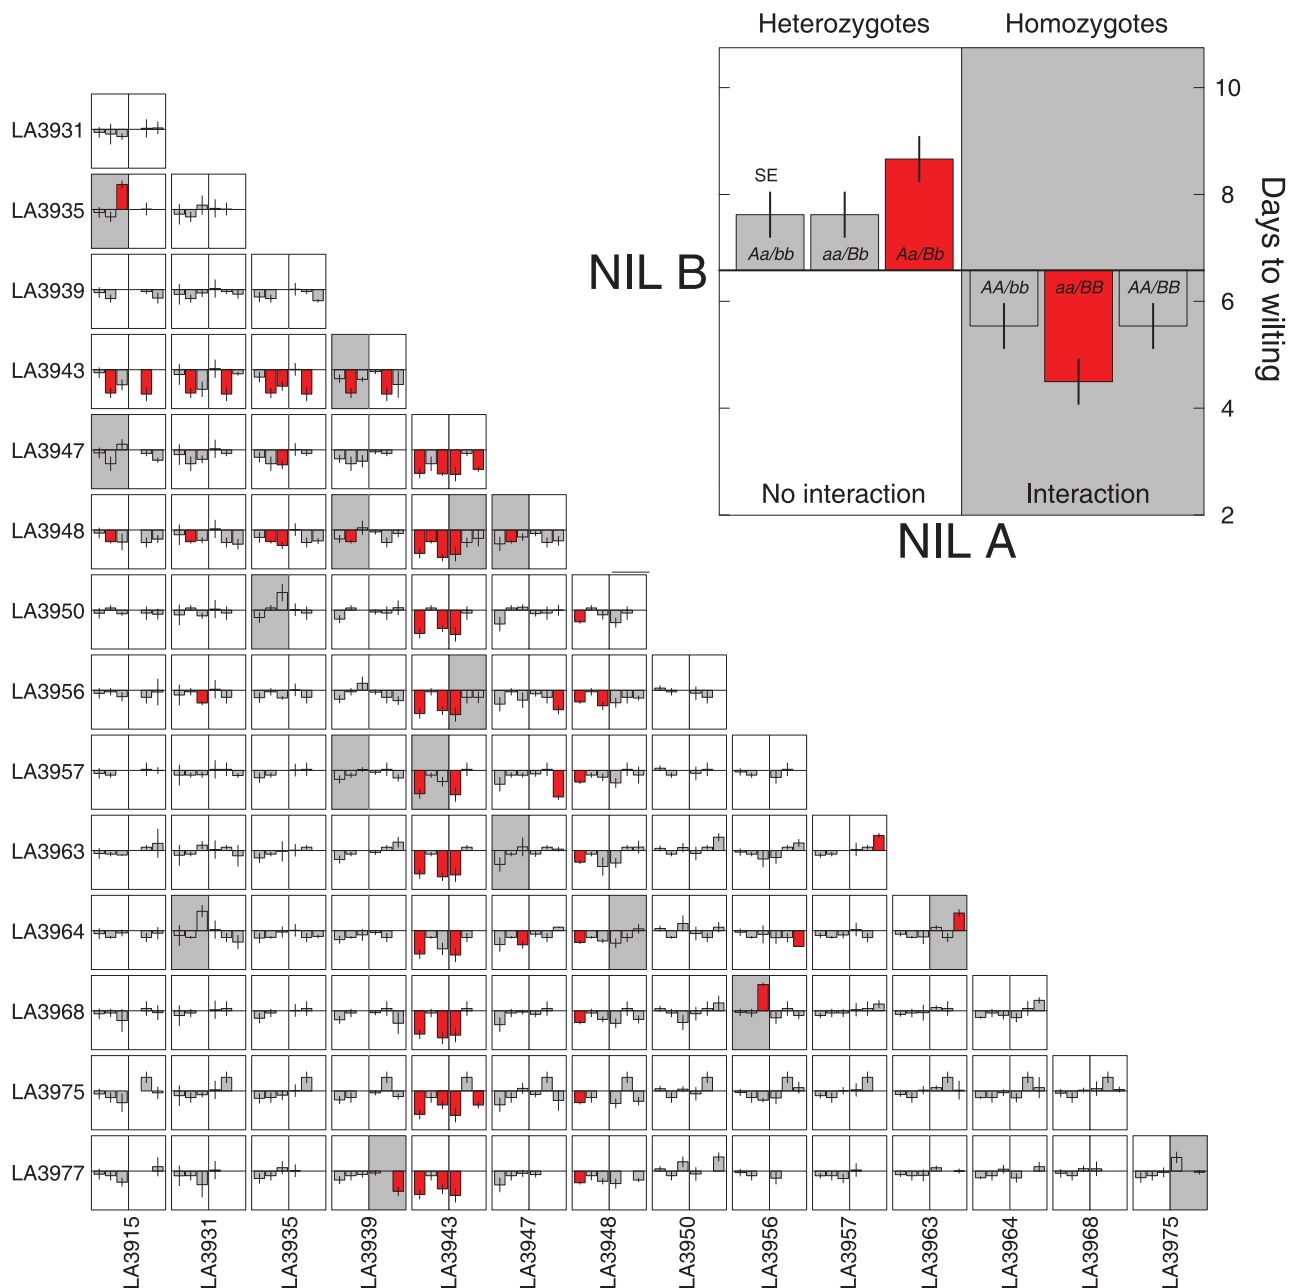 Heterozygotes Homozygotes
10
8
6
4
2
Days to wilting
SE
Aa/bb aa/Bb Aa/Bb
AA/bb aa/BB AA/BB
NIL B
No interaction Interaction
NIL A
LA3931
LA3935
LA3939
LA3943
LA3947
LA3948
LA3950
LA3956
LA3957
LA3963
LA3964
LA3968
LA3975
LA3977
LA3915 LA3931 LA3935 LA3939 LA3943 LA3947 LA3948 LA3950 LA3956 LA3957 LA3963 LA3964 LA3968 LA3975